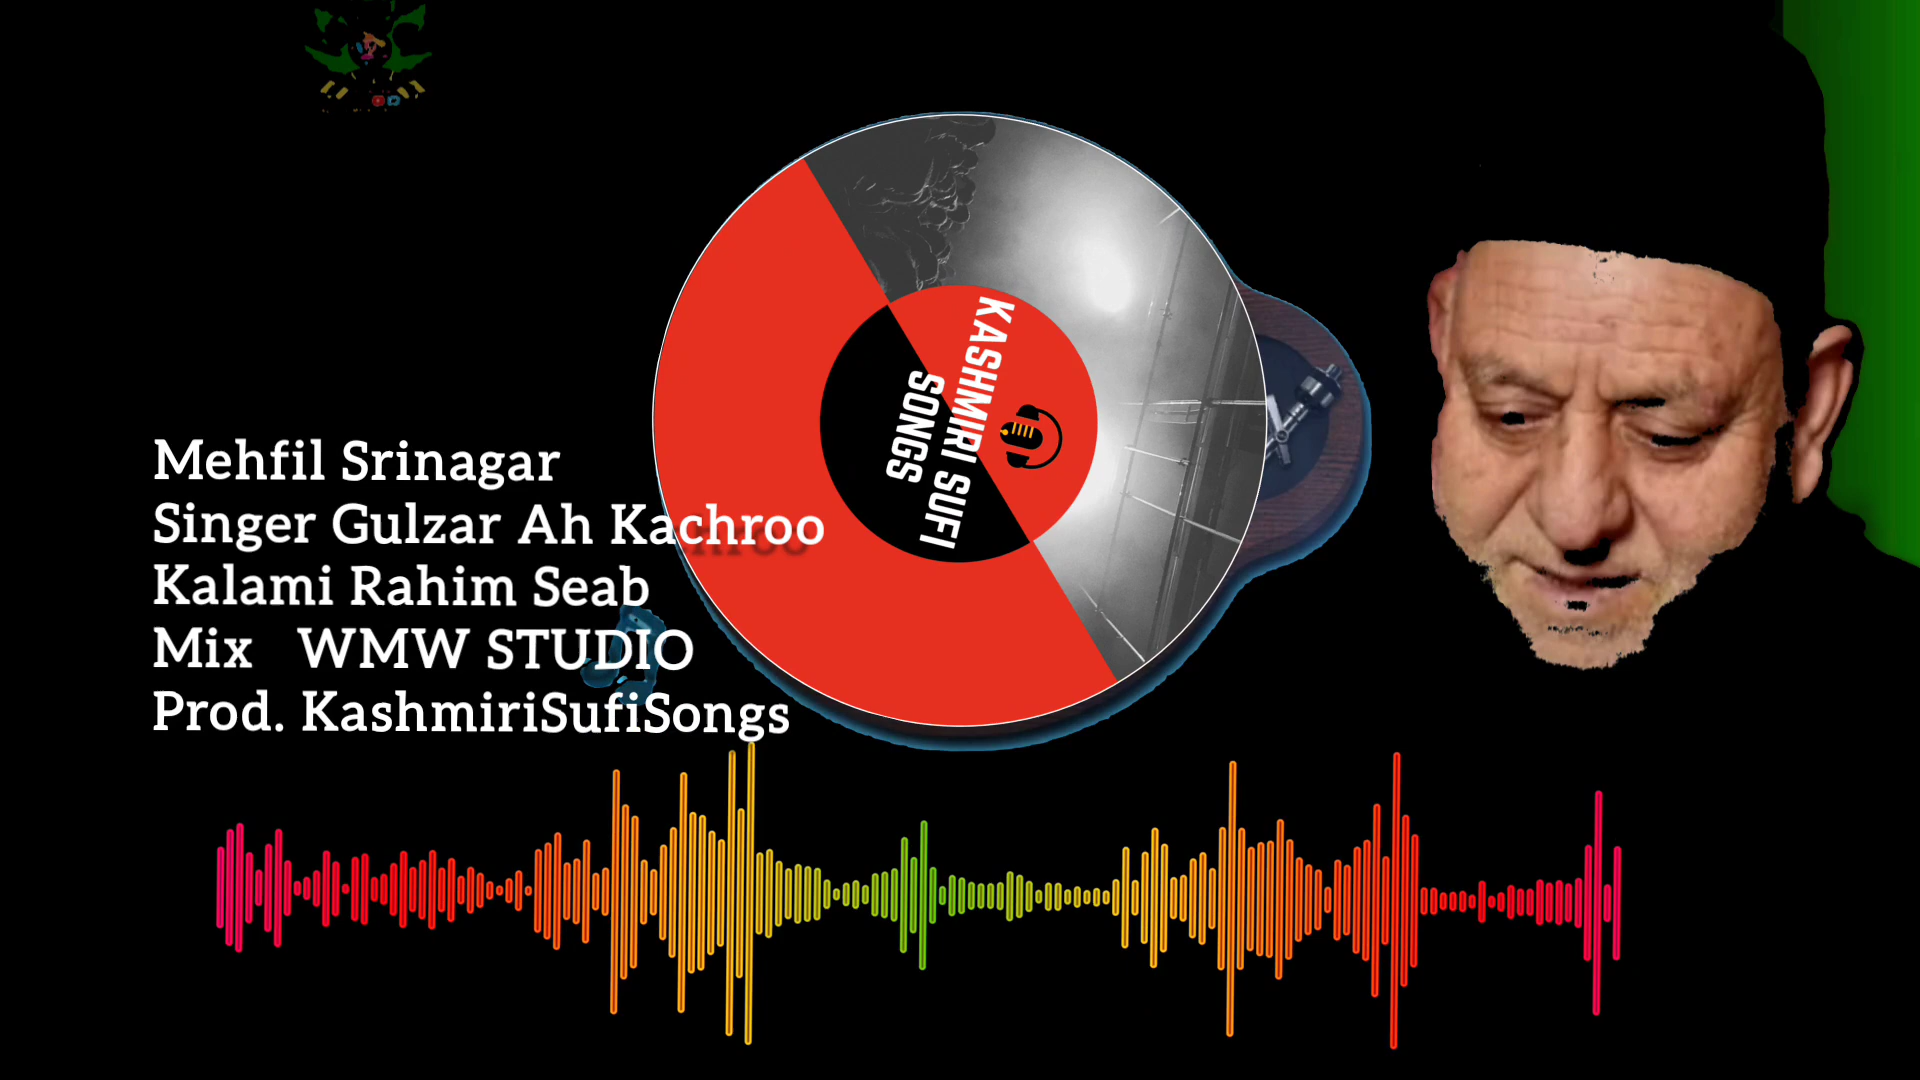 KASHMIRI SUFI
SONGS
Mehfil Srinagar
Singer Gulzar Ah Kachroo
Kalami Rahim Seab
Mix WMW STUDIO
Prod. KashmiriSufiSongs